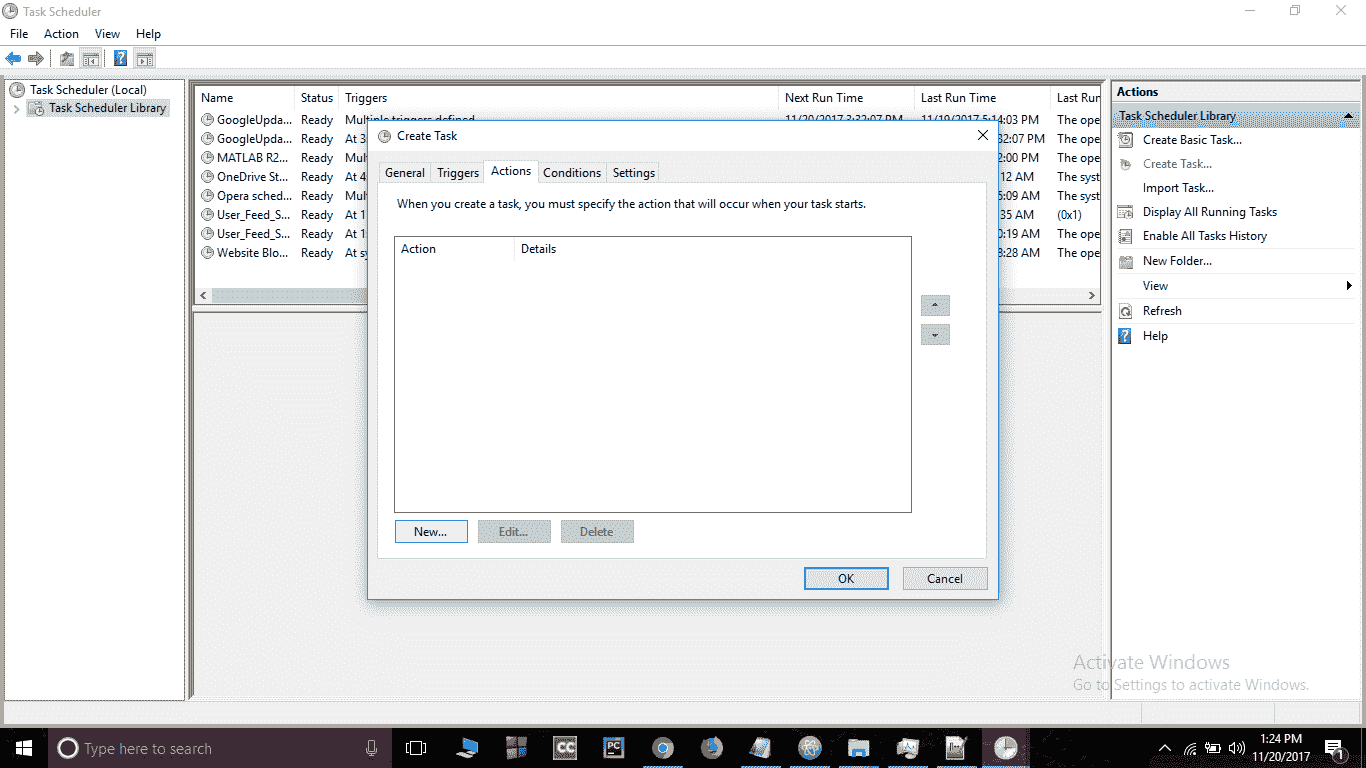 Task Scheduler
File Action View Help
Task Scheduler (Local)
Task Scheduler Library
Name Status Triggers Next Run Time Last Run Time Last Run
GoogleUpda... Ready Multiple triggers defined 11/20/2017 3:32:07 PM 11/19/2017 5:14:03 PM The ope
GoogleUpda... Ready At 3 32:07 PM The ope
MATLAB R2... Ready Mul 2:00 PM The ope
OneDrive St... Ready At 4 12 AM The syst
Opera sched... Ready Mul 5:09 AM The syst
User_Feed_S... Ready At 1 35 AM (0x1)
User_Feed_S... Ready At 1 0:19 AM The ope
Website Blo... Ready At sy 8:28 AM The ope
Create Task
General Triggers Actions Conditions Settings
When you create a task, you must specify the action that will occur when your task starts.
Action Details
New... Edit... Delete
OK Cancel
Actions
Task Scheduler Library
Create Basic Task...
Create Task...
Import Task...
Display All Running Tasks
Enable All Tasks History
New Folder...
View
Refresh
Help
Activate Windows
Go to Settings to activate Windows.
Type here to search
CC
PC
1:24 PM
11/20/2017
1